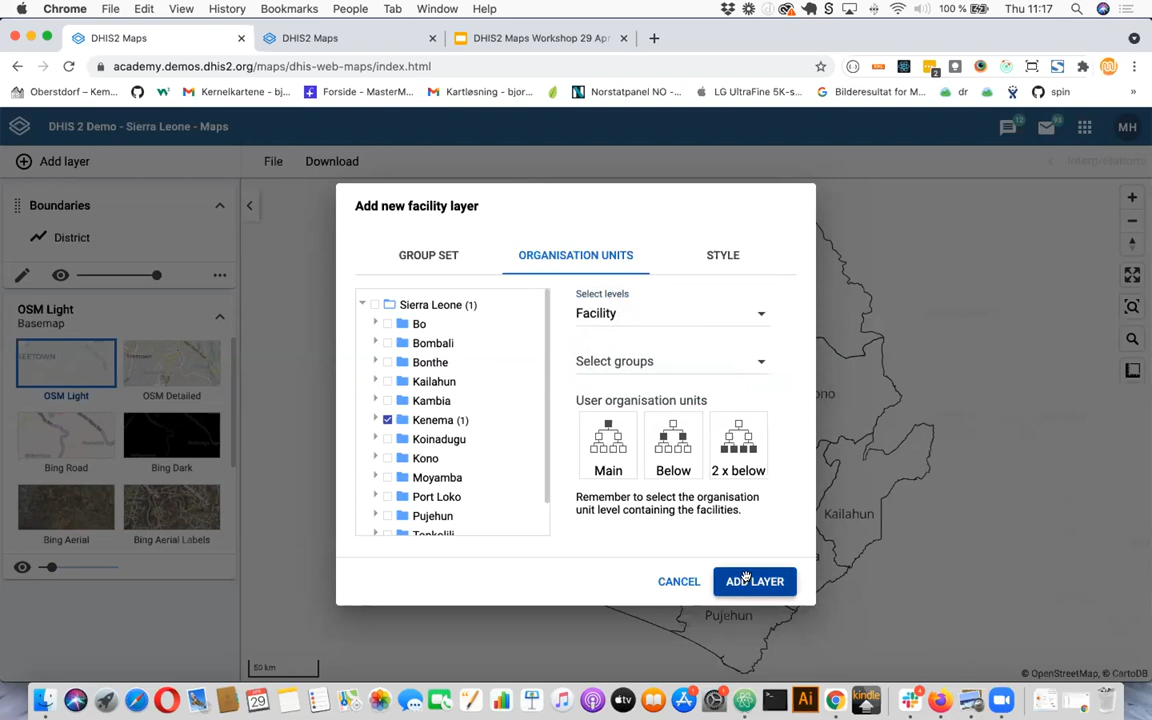 Chrome File Edit View History Bookmarks People Tab Window Help 100 % Thu 11:17
DHIS2 Maps DHIS2 Maps DHIS2 Maps Workshop 29 Apr
academy.demos.dhis2.org/maps/dhis-web-maps/index.html
Oberstdorf – Kem... Kernelkartene - bj... Forside - MasterM... Kartløsning - bjor... Norstatpanel NO -... LG UltraFine 5K-s... Bilderesultat for M... dr spin
DHIS 2 Demo - Sierra Leone - Maps 12 93 MH
Add layer File Download Interpretations
Boundaries
District
OSM Light
Basemap
OSM Light OSM Detailed
Bing Road Bing Dark
Bing Aerial Bing Aerial Labels
Add new facility layer
GROUP SET ORGANISATION UNITS STYLE
Sierra Leone (1)
Bo
Bombali
Bonthe
Kailahun
Kambia
Kenema (1)
Koinadugu
Kono
Moyamba
Port Loko
Pujehun
Tonkolili
Select levels
Facility
Select groups
User organisation units
Main Below 2 x below
Remember to select the organisation
unit level containing the facilities.
CANCEL ADD LAYER
Kailahun
Pujehun
50 km
© OpenStreetMap, © CartoDB